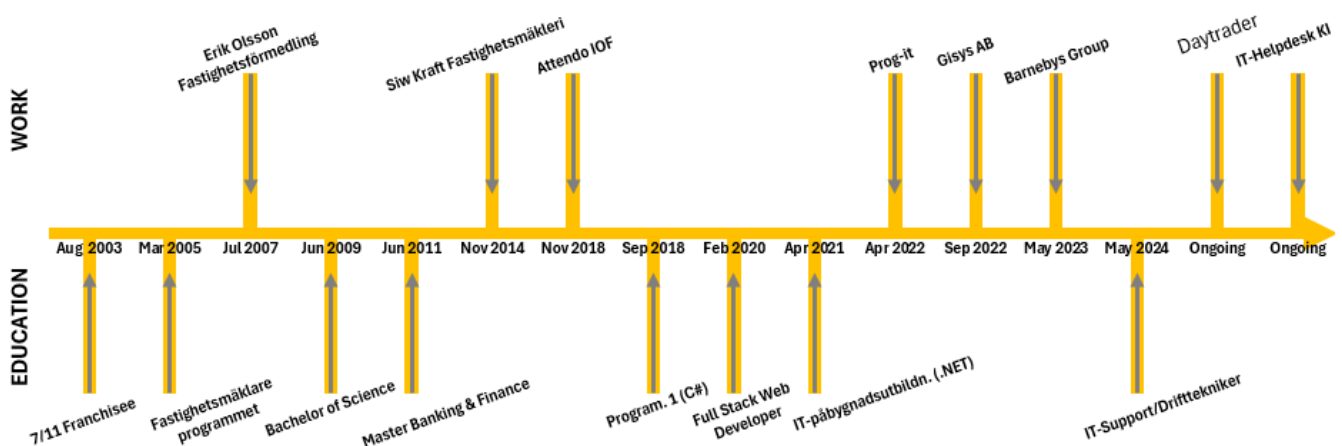 WORK
Erik Olsson
Fastighetsförmedling
Siw Kraft Fastighetsmäkleri
Attendo IOF
Prog-it
Gisys AB
Barnebys Group
Daytrader
IT-Helpdesk KI
Aug 2003
Mar 2005
Jul 2007
Jun 2009
Jun 2011
Nov 2014
Nov 2018
Sep 2018
Feb 2020
Apr 2021
Apr 2022
Sep 2022
May 2023
May 2024
Ongoing
Ongoing
EDUCATION
7/11 Franchisee
Fastighetsmäklare
programmet
Bachelor of Science
Master Banking & Finance
Program. 1 (C#)
Full Stack Web
Developer
IT-påbygnadsutbildn. (.NET)
IT-Support/Drifttekniker